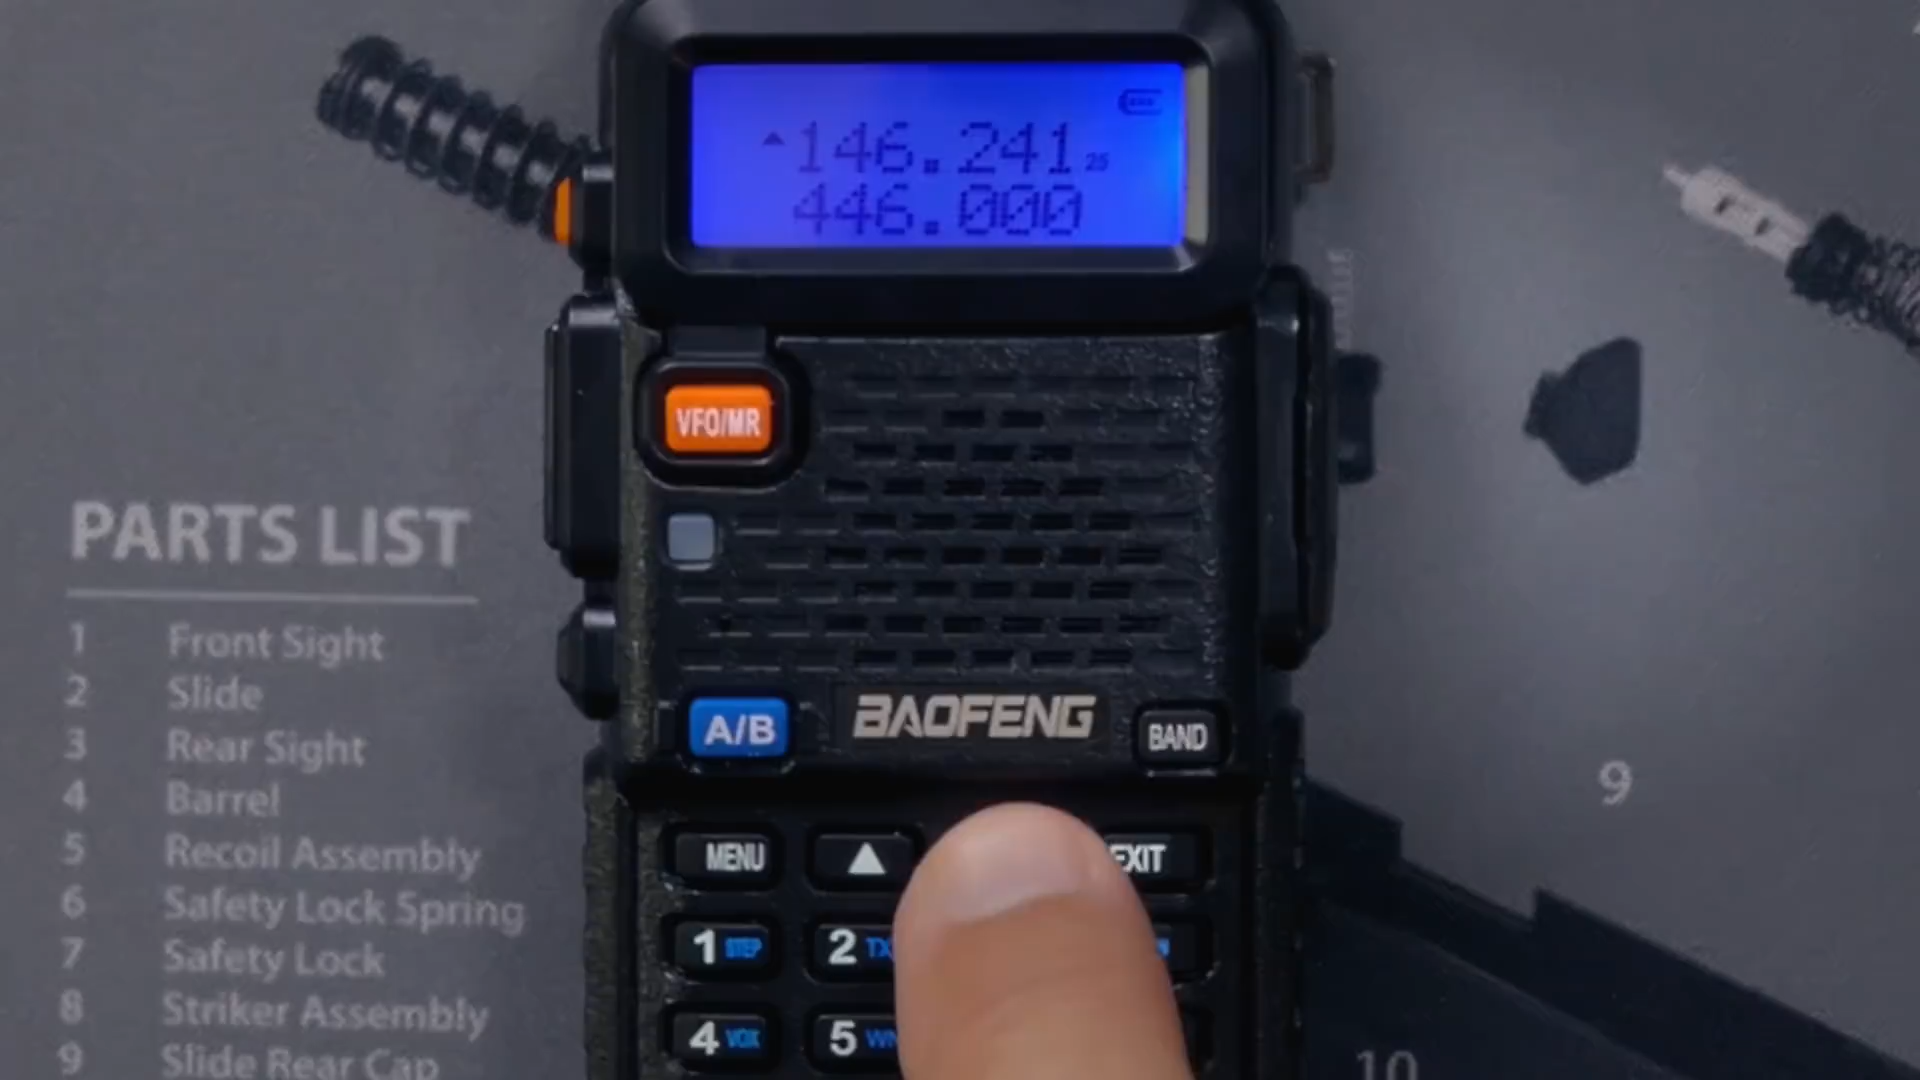 146.241 25
446.000
VFO/MR
A/B
BAOFENG
BAND
MENU
EXIT
1 STEP
2 TX
4 VOX
5
PARTS LIST
1 Front Sight
2 Slide
3 Rear Sight
4 Barrel
5 Recoil Assembly
6 Safety Lock Spring
7 Safety Lock
8 Striker Assembly
9 Slide Rear Cap
9
10